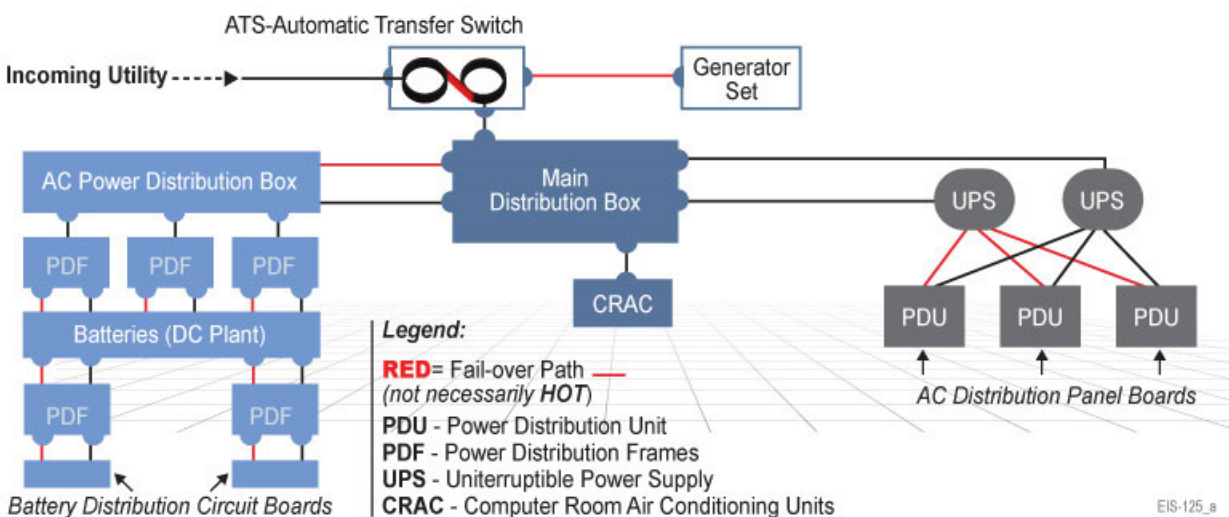 ATS-Automatic Transfer Switch
Incoming Utility
Generator
Set
AC Power Distribution Box
Main
Distribution Box
UPS
UPS
PDF
PDF
PDF
CRAC
PDU
PDU
PDU
Batteries (DC Plant)
Legend:
RED= Fail-over Path
(not necessarily HOT)
AC Distribution Panel Boards
PDF
PDF
PDU - Power Distribution Unit
PDF - Power Distribution Frames
UPS - Uniterruptible Power Supply
Battery Distribution Circuit Boards
CRAC - Computer Room Air Conditioning Units
EIS-125_a